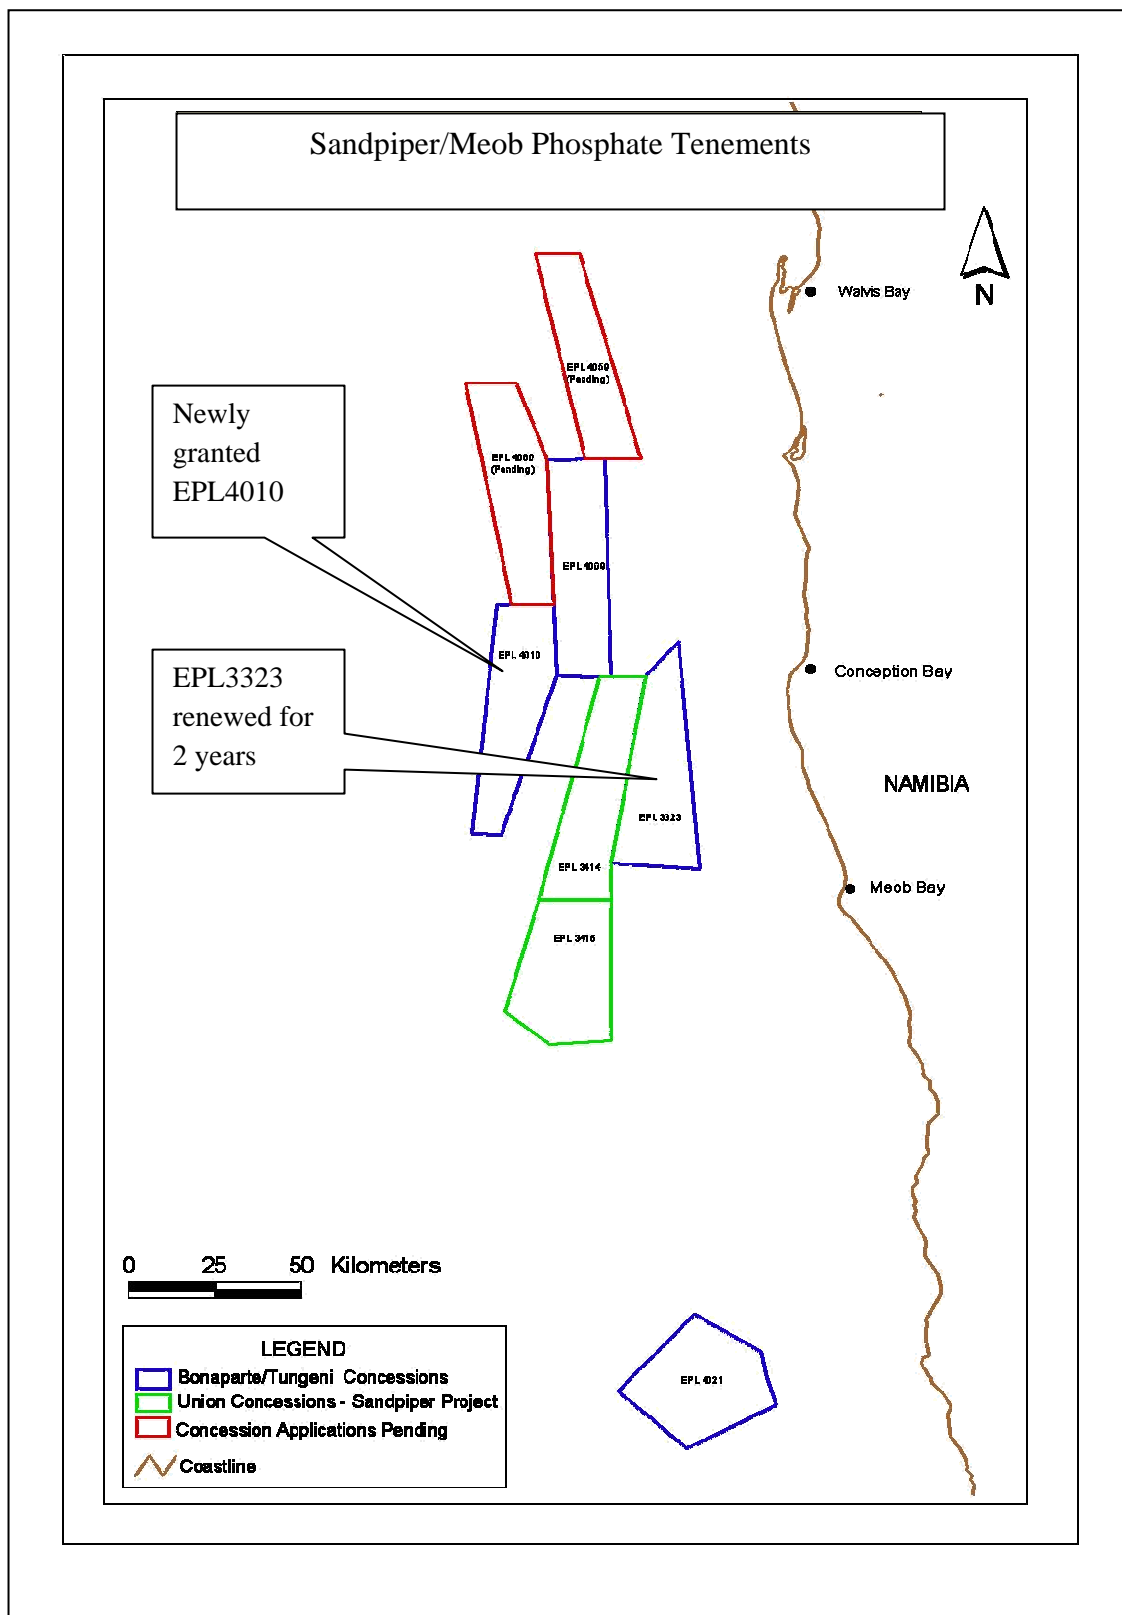 Sandpiper/Meob Phosphate Tenements
N
Walvis Bay
EPL 4059
(Pending)
Newly
granted
EPL4010
EPL 4060
(Pending)
EPL 4009
EPL 4010
EPL3323
renewed for
2 years
Conception Bay
NAMIBIA
EPL 3323
EPL 3414
Meob Bay
EPL 3415
0 25 50 Kilometers
LEGEND
Bonaparte/Tungeni Concessions
Union Concessions - Sandpiper Project
Concession Applications Pending
Coastline
EPL 4021